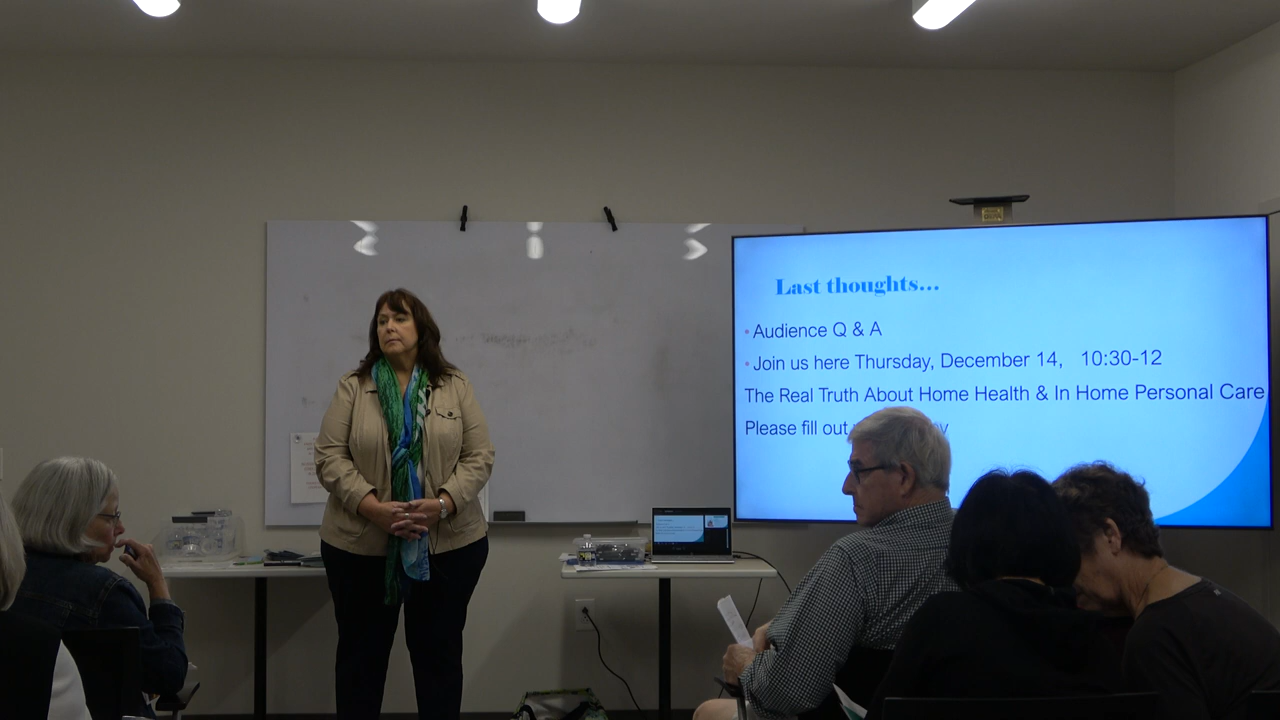 Last thoughts...
• Audience Q & A
• Join us here Thursday, December 14, 10:30-12
The Real Truth About Home Health & In Home Personal Care
Please fill out